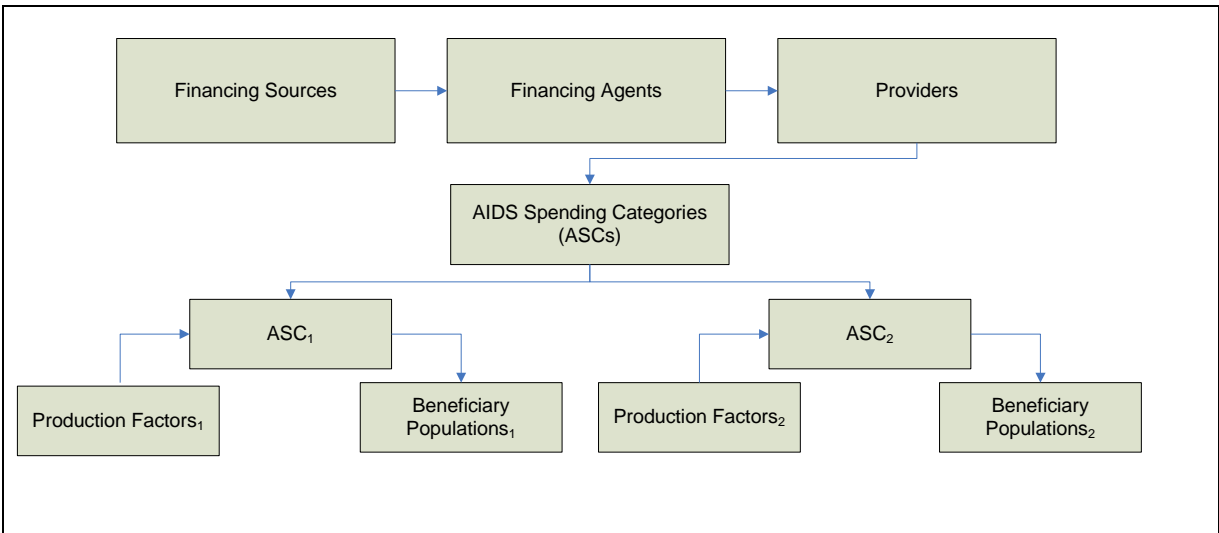 Financing Sources
Financing Agents
Providers
AIDS Spending Categories
(ASCs)
ASC₁
ASC₂
Production Factors₁
Beneficiary
Populations₁
Production Factors₂
Beneficiary
Populations₂